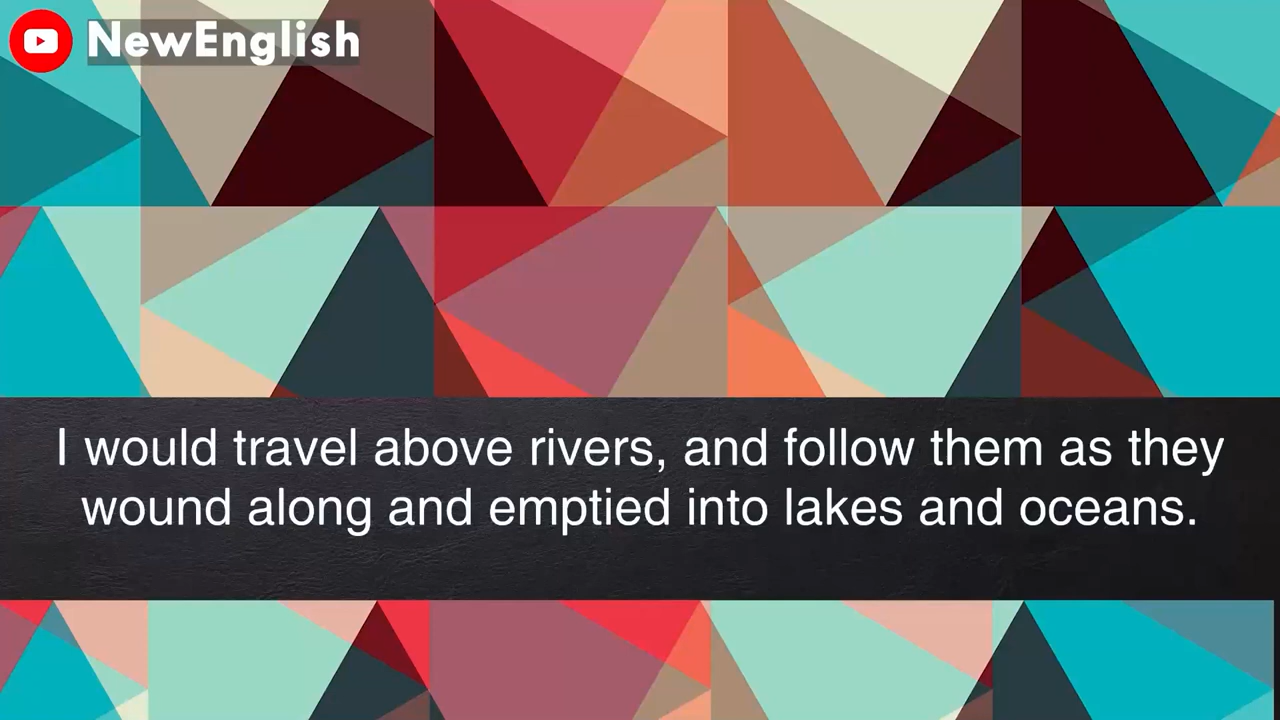 NewEnglish
I would travel above rivers, and follow them as they
wound along and emptied into lakes and oceans.